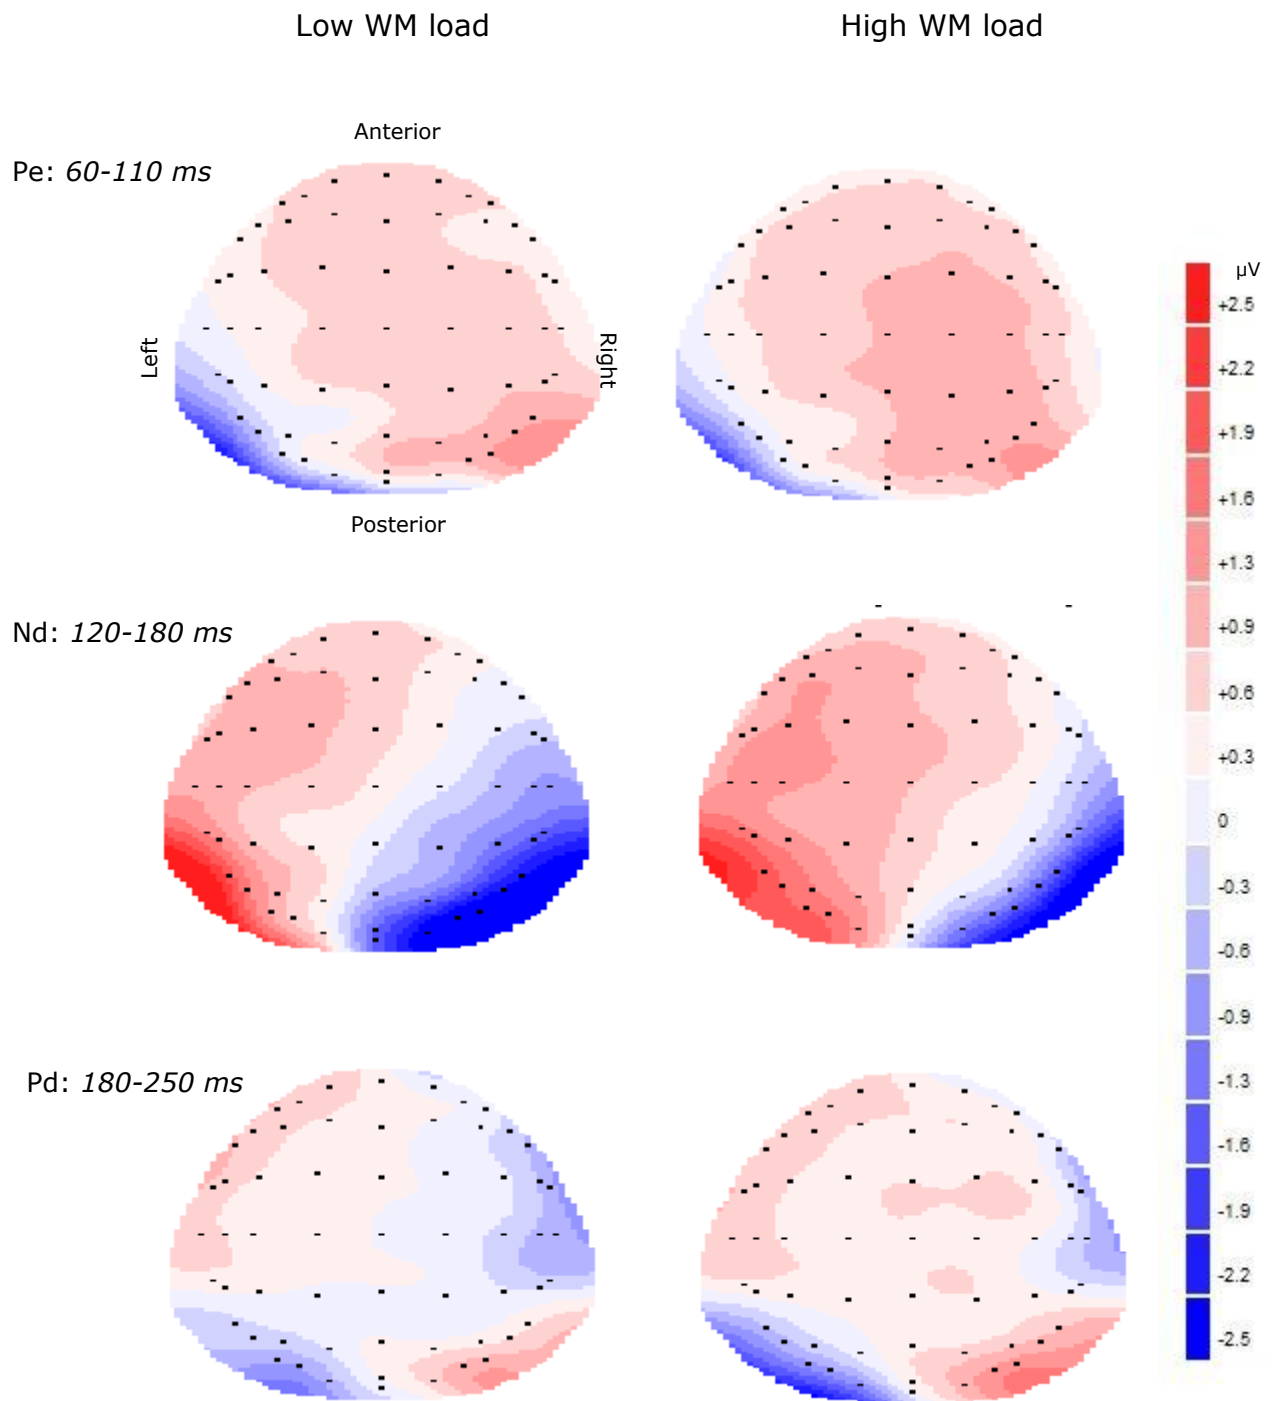 Low WM load
High WM load
Anterior
Pe: 60-110 ms
Left
Right
Posterior
Nd: 120-180 ms
Pd: 180-250 ms
µV
+2.5
+2.2
+1.9
+1.6
+1.3
+0.9
+0.6
+0.3
0
-0.3
-0.6
-0.9
-1.3
-1.6
-1.9
-2.2
-2.5